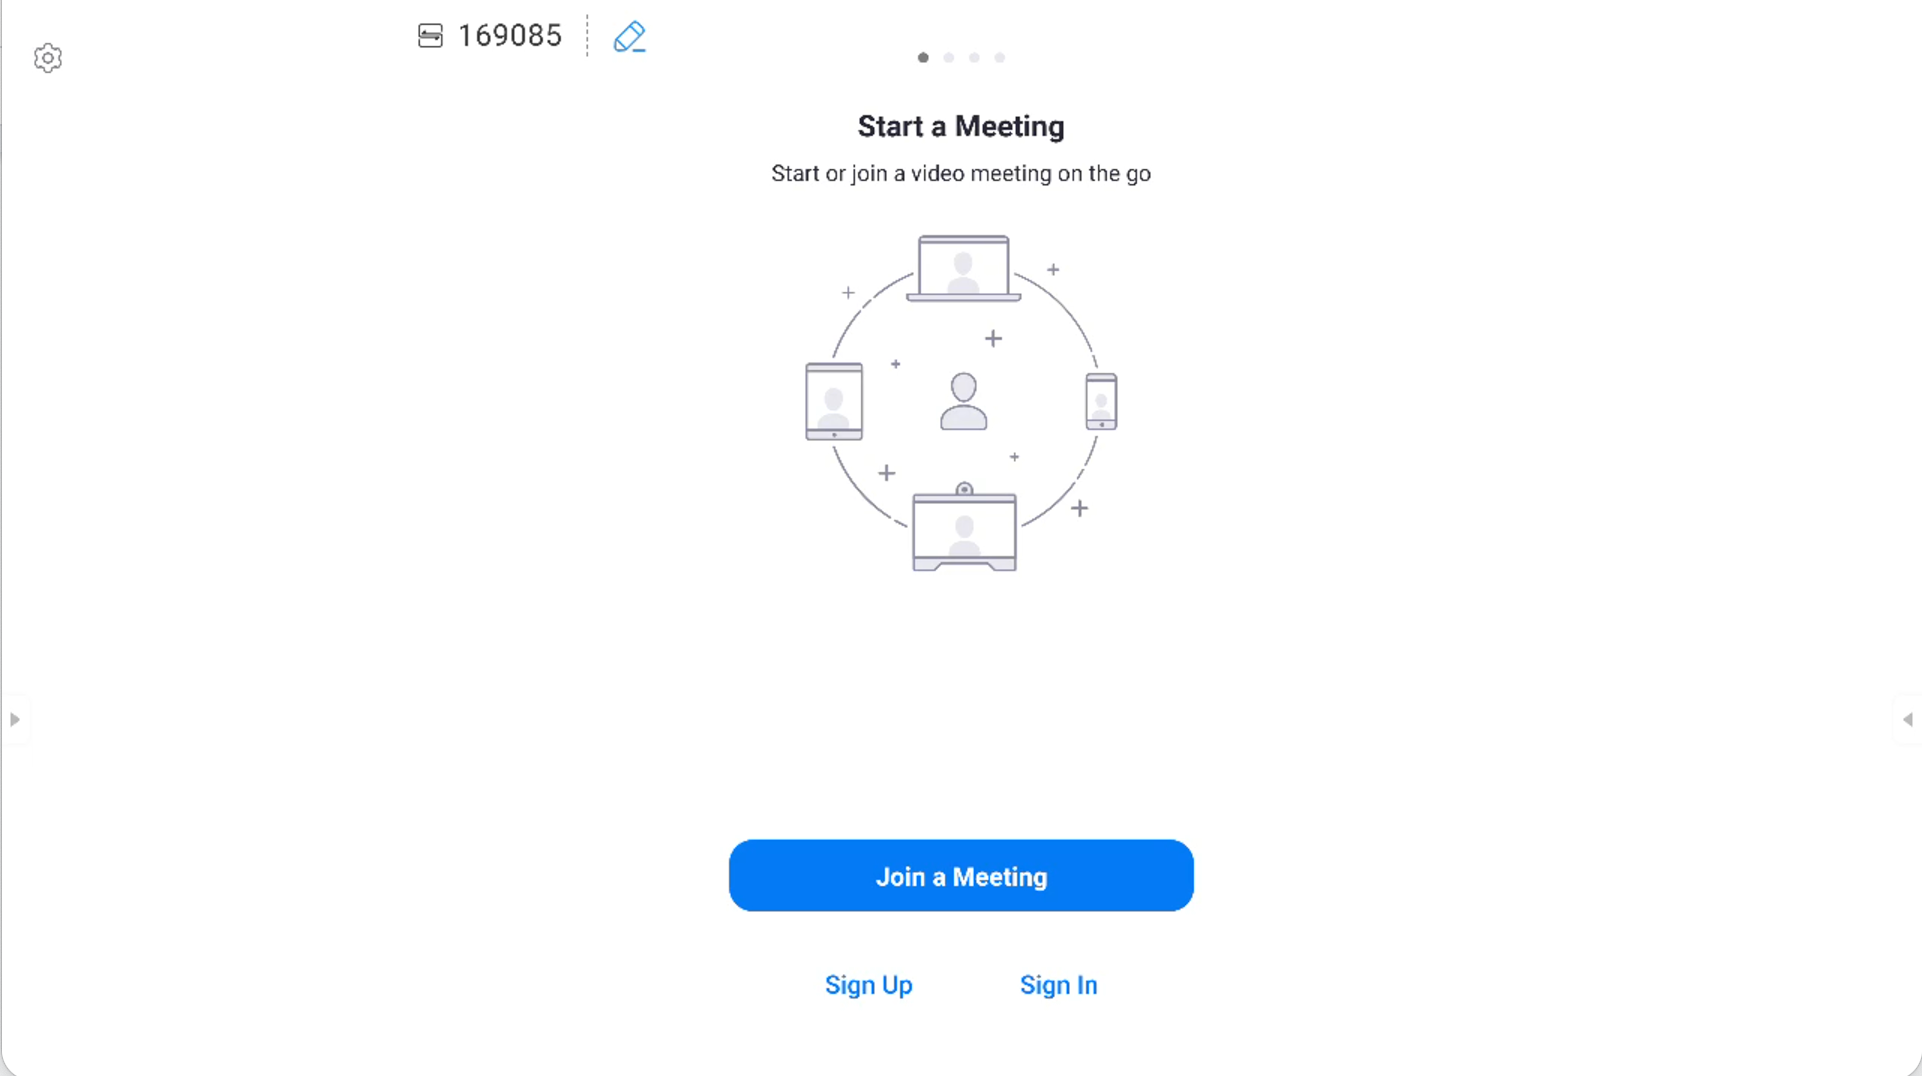 169085
Start a Meeting
Start or join a video meeting on the go
Join a Meeting
Sign Up
Sign In